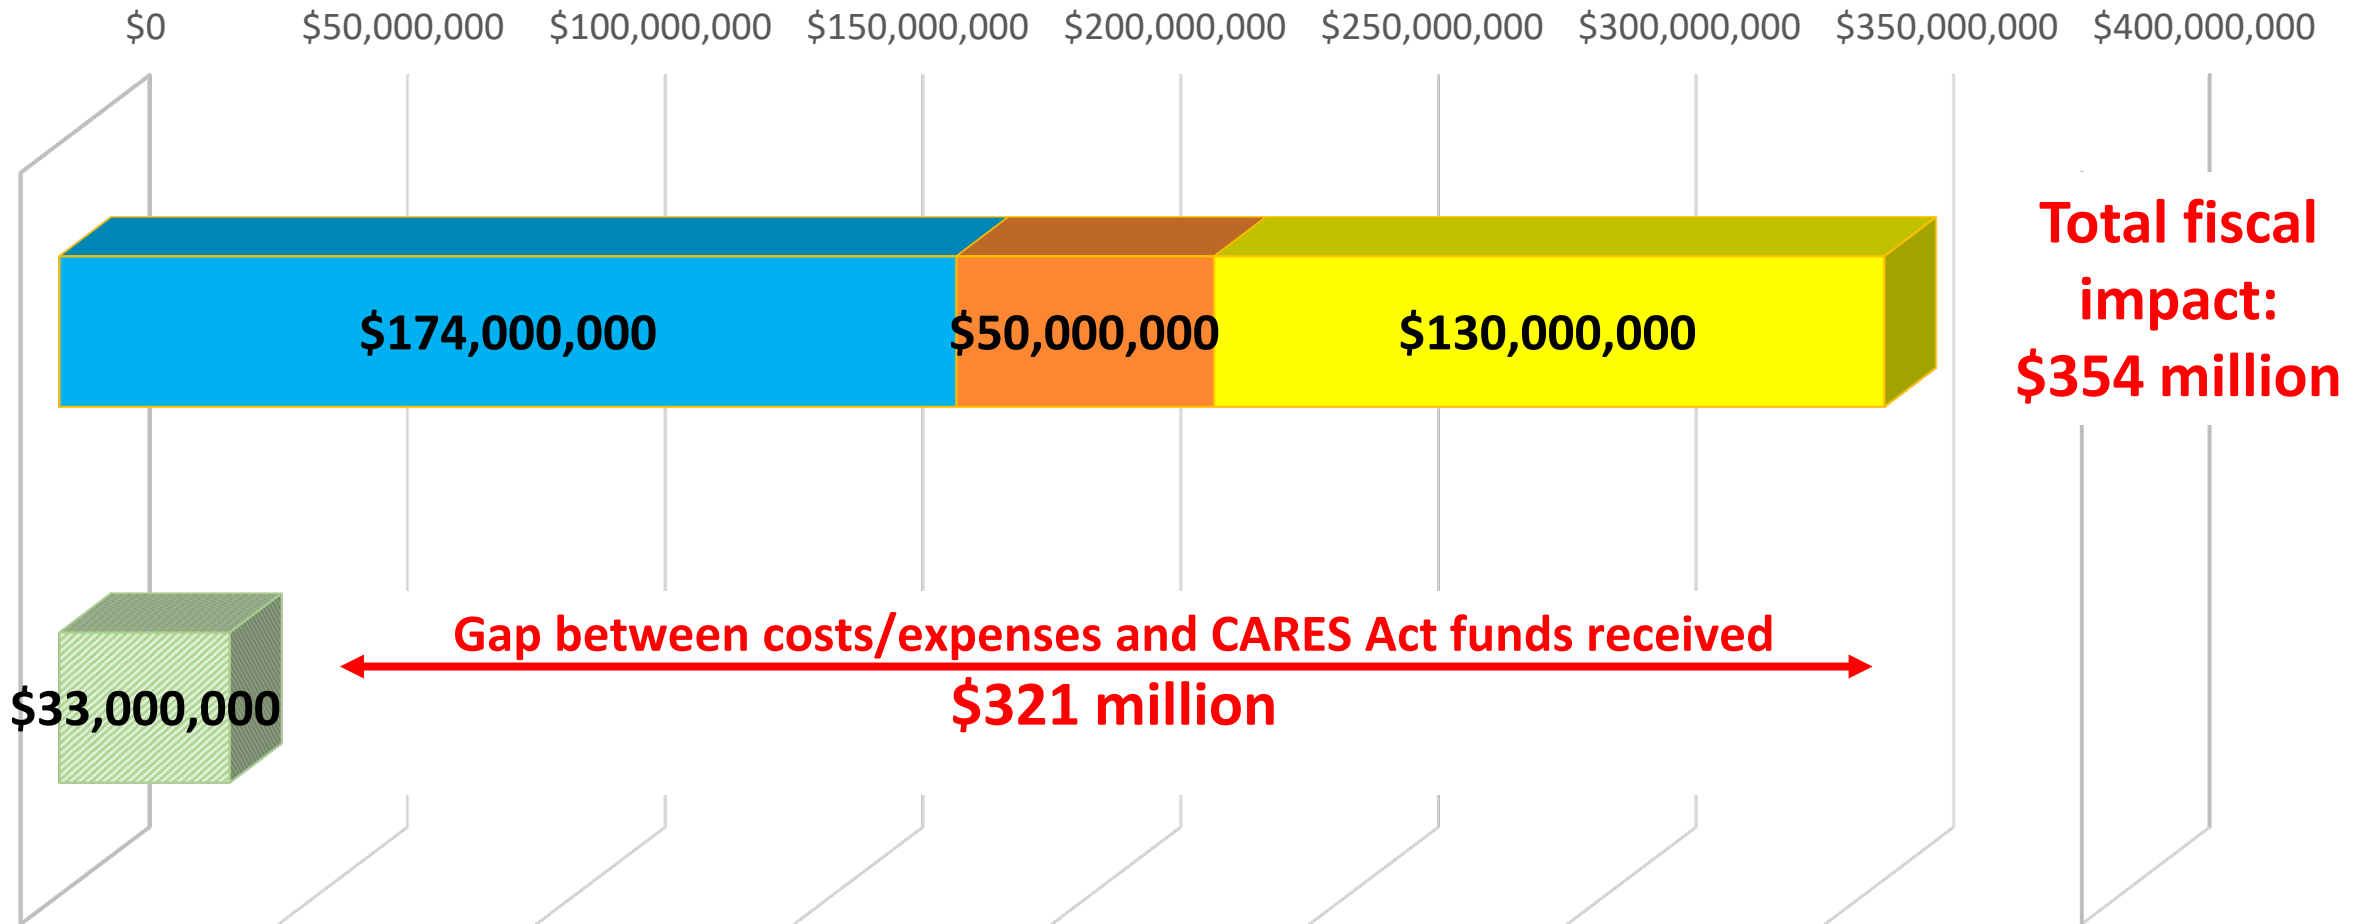 $0 $50,000,000 $100,000,000 $150,000,000 $200,000,000 $250,000,000 $300,000,000 $350,000,000 $400,000,000
$174,000,000 $50,000,000 $130,000,000
Total fiscal
impact:
$354 million
Gap between costs/expenses and CARES Act funds received
$321 million
$33,000,000